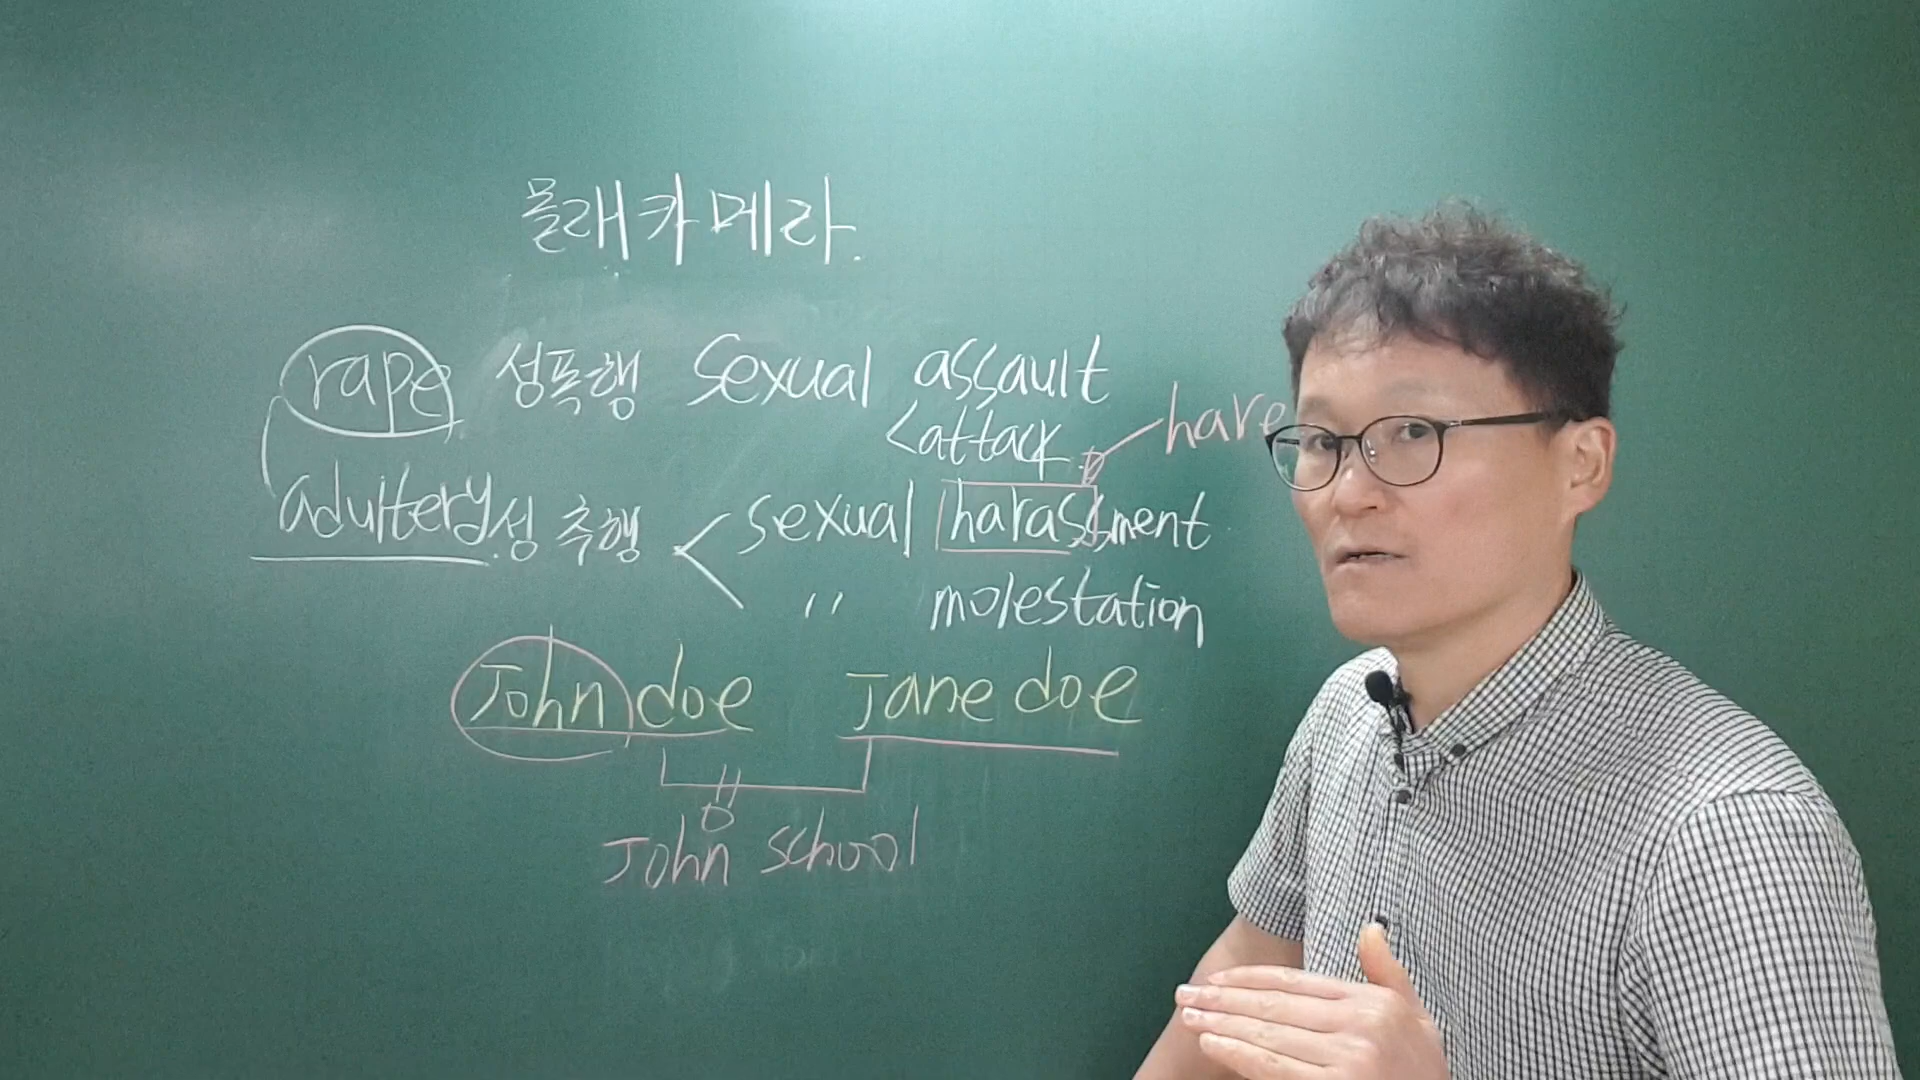 몰래카메라.
rape 성폭행 sexual assault
<attack
hare
adultery 성추행 < sexual harassment
" molestation
John doe Jane doe
John school